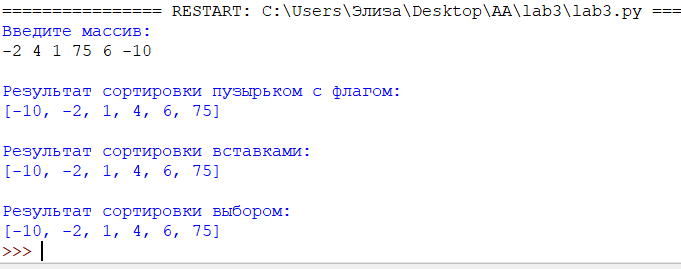 ================ RESTART: C:\Users\Элиза\Desktop\АА\lab3\lab3.py ===
Введите массив:
-2 4 1 75 6 -10
Результат сортировки пузырьком с флагом:
[-10, -2, 1, 4, 6, 75]
Результат сортировки вставками:
[-10, -2, 1, 4, 6, 75]
Результат сортировки выбором:
[-10, -2, 1, 4, 6, 75]
>>>